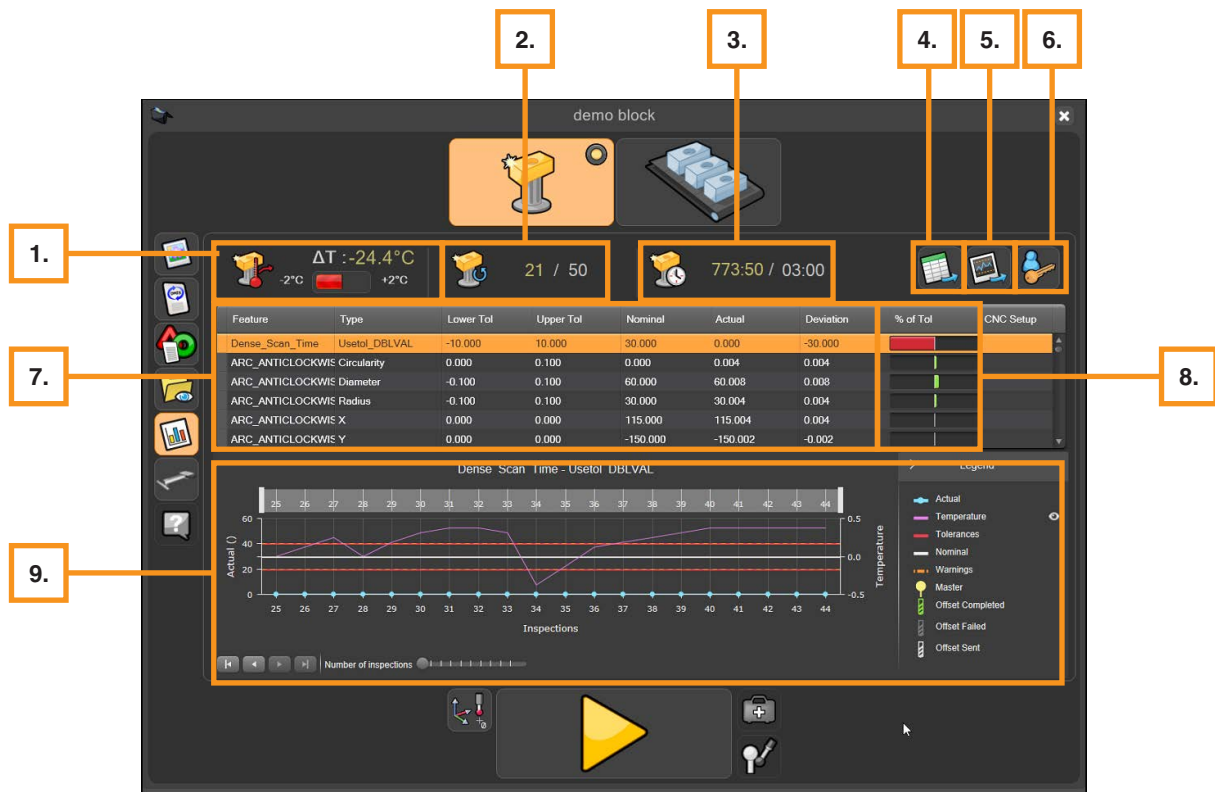 2.
3.
4.
5.
6.
demo block
1.
ΔT :-24.4°C
-2°C +2°C
21 / 50
773:50 / 03:00
7.
8.
Feature Type Lower Tol Upper Tol Nominal Actual Deviation % of Tol CNC Setup
Dense_Scan_Time Usetol_DBLVAL -10.000 10.000 30.000 0.000 -30.000
ARC_ANTICLOCKWIS Circularity 0.000 0.100 0.000 0.004 0.004
ARC_ANTICLOCKWIS Diameter -0.100 0.100 60.000 60.008 0.008
ARC_ANTICLOCKWIS Radius -0.100 0.100 30.000 30.004 0.004
ARC_ANTICLOCKWIS X 0.000 0.000 115.000 115.004 0.004
ARC_ANTICLOCKWIS Y 0.000 0.000 -150.000 -150.002 -0.002
9.
Dense_Scan_Time - Usetol_DBLVAL
25 26 27 28 29 30 31 32 33 34 35 36 37 38 39 40 41 42 43 44
60
40
20
0
Actual ()
0.5
0.0
-0.5
Temperature
25 26 27 28 29 30 31 32 33 34 35 36 37 38 39 40 41 42 43 44
Inspections
Number of inspections
Legend
Actual
Temperature
Tolerances
Nominal
Warnings
Master
Offset Completed
Offset Failed
Offset Sent